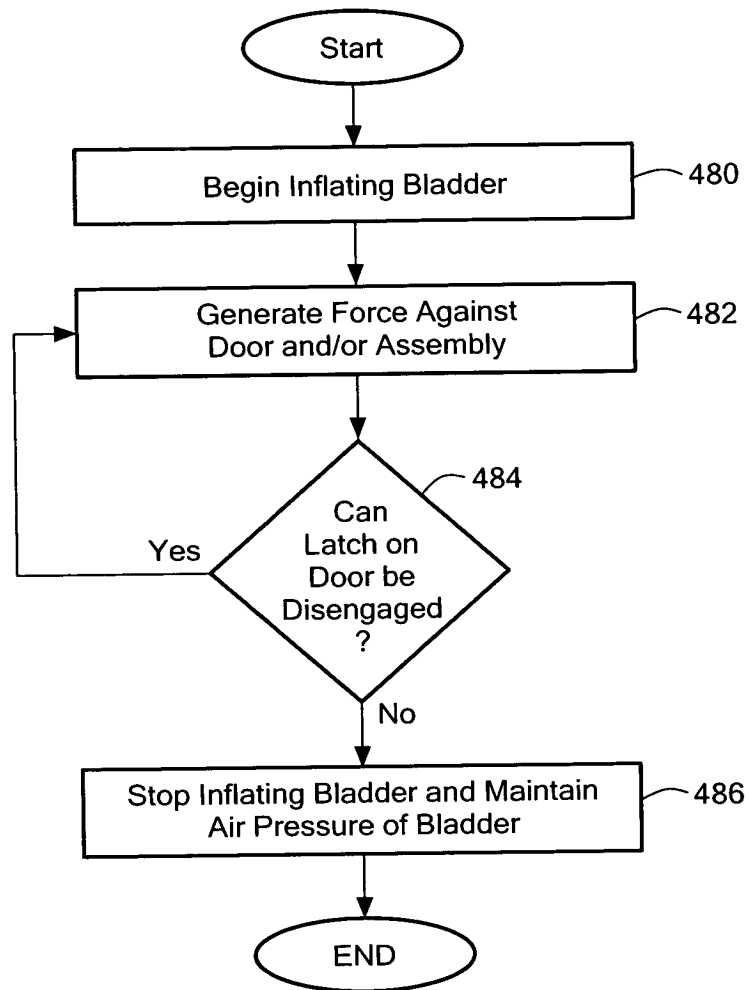 Start
Begin Inflating Bladder
480
Generate Force Against
Door and/or Assembly
482
484
Can
Latch on
Door be
Disengaged
?
Yes
No
Stop Inflating Bladder and Maintain
Air Pressure of Bladder
486
END